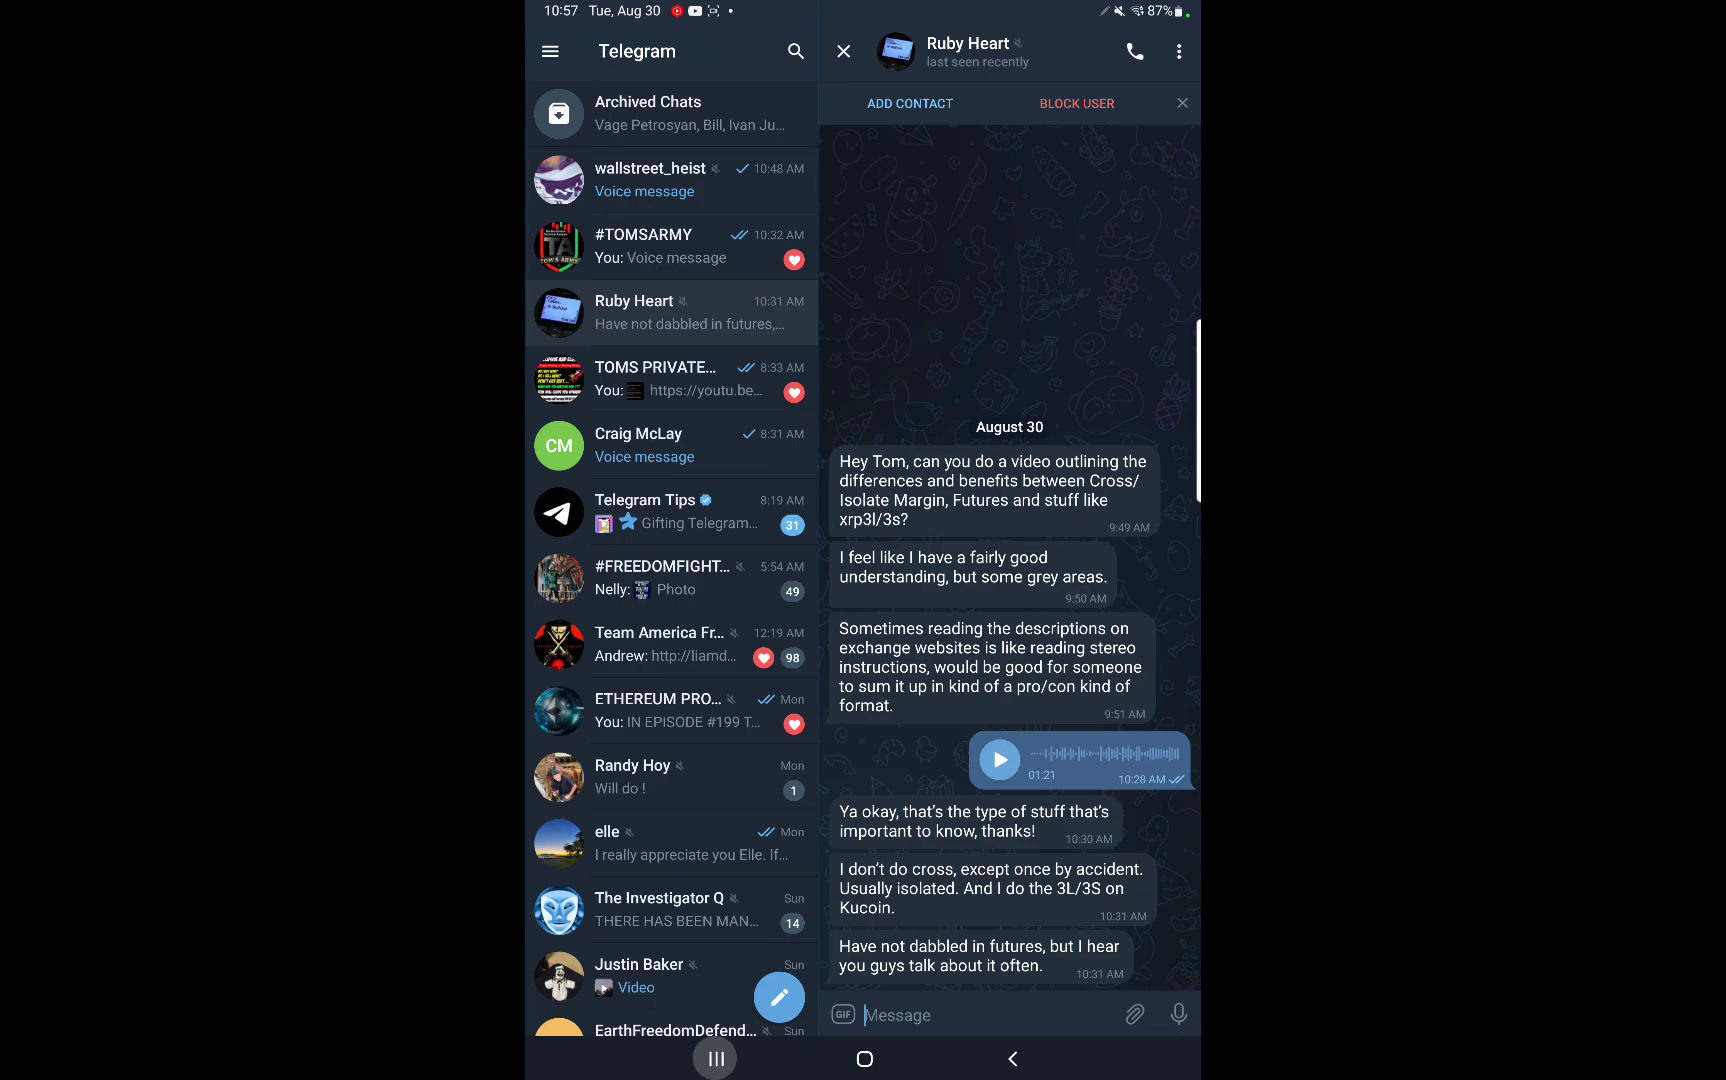 10:57 Tue, Aug 30
87%
Telegram
Archived Chats
Vage Petrosyan, Bill, Ivan Ju...
wallstreet_heist 10:48 AM
Voice message
#TOMSARMY 10:32 AM
You: Voice message
Ruby Heart 10:31 AM
Have not dabbled in futures,...
TOMS PRIVATE... 8:33 AM
You: https://youtu.be...
CM
Craig McLay 8:31 AM
Voice message
Telegram Tips 8:19 AM
Gifting Telegram... 31
#FREEDOMFIGHT... 5:54 AM
Nelly: Photo 49
Team America Fr... 12:19 AM
Andrew: http://liamd... 98
ETHEREUM PRO... Mon
You: IN EPISODE #199 T...
Randy Hoy Mon
Will do ! 1
elle Mon
I really appreciate you Elle. If...
The Investigator Q Sun
THERE HAS BEEN MAN... 14
Justin Baker Sun
Video
EarthFreedomDefend... Sun
Ruby Heart
last seen recently
ADD CONTACT BLOCK USER
August 30
Hey Tom, can you do a video outlining the
differences and benefits between Cross/
Isolate Margin, Futures and stuff like
xrp3l/3s?
9:49 AM
I feel like I have a fairly good
understanding, but some grey areas.
9:50 AM
Sometimes reading the descriptions on
exchange websites is like reading stereo
instructions, would be good for someone
to sum it up in kind of a pro/con kind of
format.
9:51 AM
01:21 10:28 AM
Ya okay, that's the type of stuff that's
important to know, thanks!
10:30 AM
I don't do cross, except once by accident.
Usually isolated. And I do the 3L/3S on
Kucoin.
10:31 AM
Have not dabbled in futures, but I hear
you guys talk about it often.
10:31 AM
GIF Message